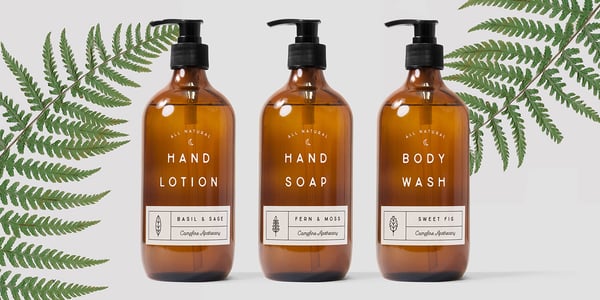 ALL NATURAL
HAND
LOTION
BASIL & SAGE
Campfire Apothecary
ALL NATURAL
HAND
SOAP
FERN & MOSS
Campfire Apothecary
ALL NATURAL
BODY
WASH
SWEET FIG
Campfire Apothecary